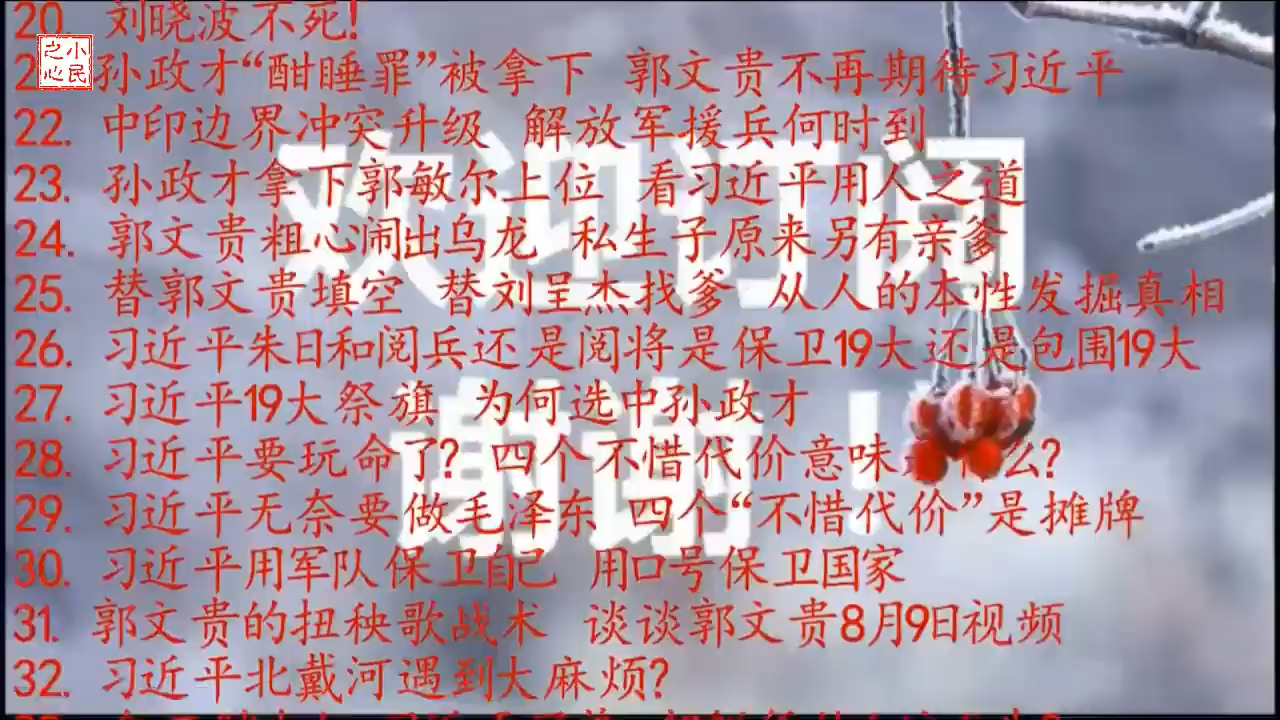 20. 刘晓波不死!
小民之心
2 孙政才“酣睡罪”被拿下 郭文贵不再期待习近平
22. 中印边界冲突升级 解放军援兵何时到
23. 孙政才拿下郭敏尔上位 看习近平用人之道
24. 郭文贵粗心闹出乌龙 私生子原来另有亲爹
25. 替郭文贵填空 替刘呈杰找爹 从人的本性发掘真相
26. 习近平朱日和阅兵还是阅将是保卫19大还是包围19大
27. 习近平19大祭旗 为何选中孙政才
28. 习近平要玩命了? 四个不惜代价意味是什么?
29. 习近平无奈要做毛泽东 四个“不惜代价”是摊牌
30. 习近平用军队保卫自己 用口号保卫国家
31. 郭文贵的扭秧歌战术 谈谈郭文贵8月9日视频
32. 习近平北戴河遇到大麻烦?
欢迎订阅
谢谢!